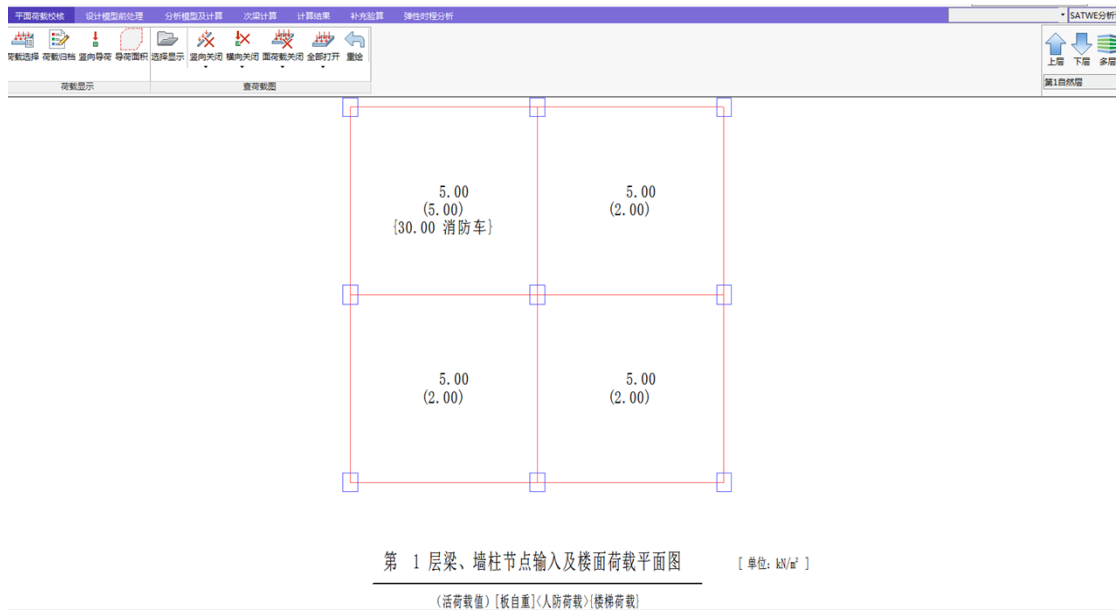 平面荷载校核 设计模型前处理 分析模型及计算 次梁计算 计算结果 补充验算 弹性时程分析
SATWE分析
荷载选择 荷载归档 竖向导荷 导荷面积 选择显示 竖向关闭 横向关闭 面荷载关闭 全部打开 重绘
上层 下层 多层
荷载显示 查荷载图
第1自然层
5.00
(5.00)
{30.00 消防车}
5.00
(2.00)
5.00
(2.00)
5.00
(2.00)
第 1 层梁、墙柱节点输入及楼面荷载平面图 [ 单位: kN/m² ]
(活荷载值) [板自重]<人防荷载>{楼梯荷载}